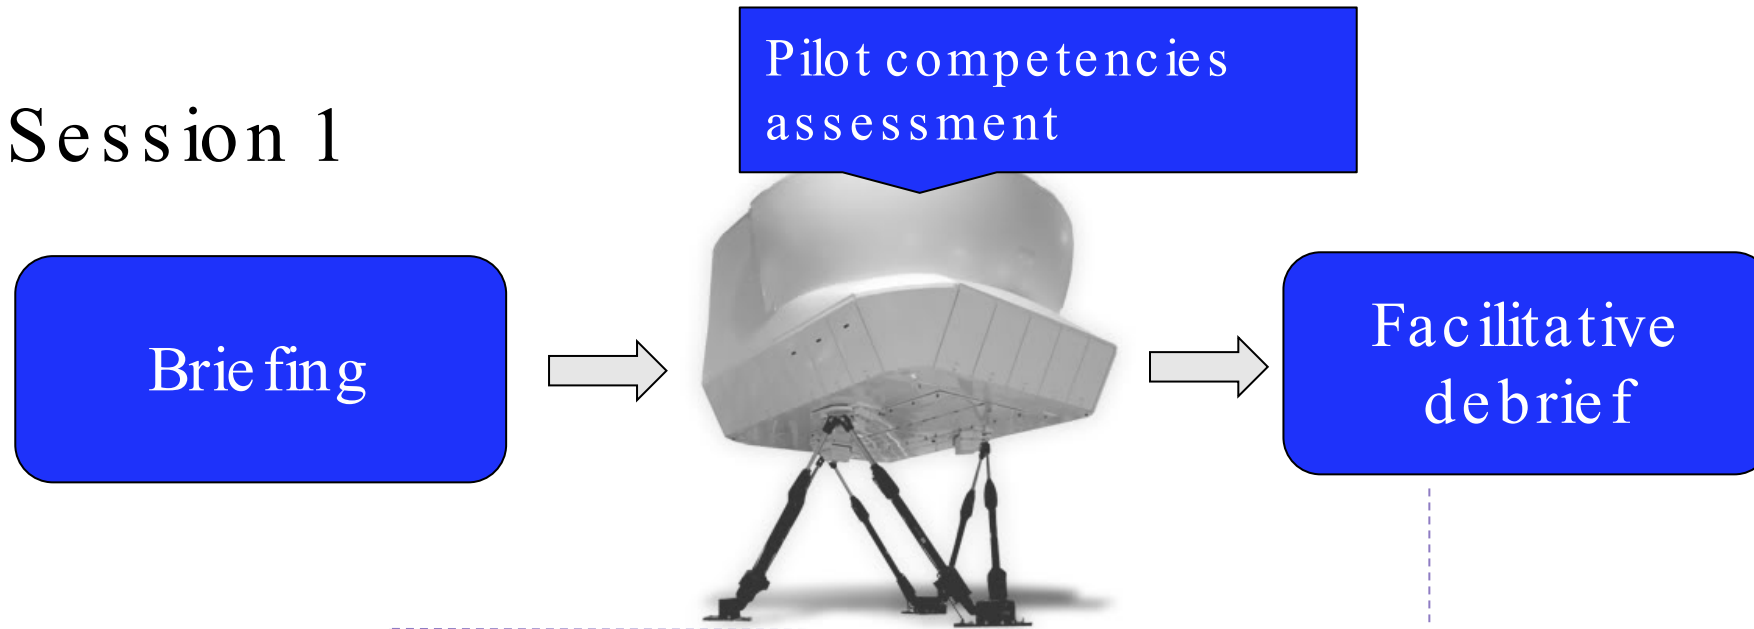 Pilot competencies
assessment
Session 1
Briefing
Facilitative
debrief